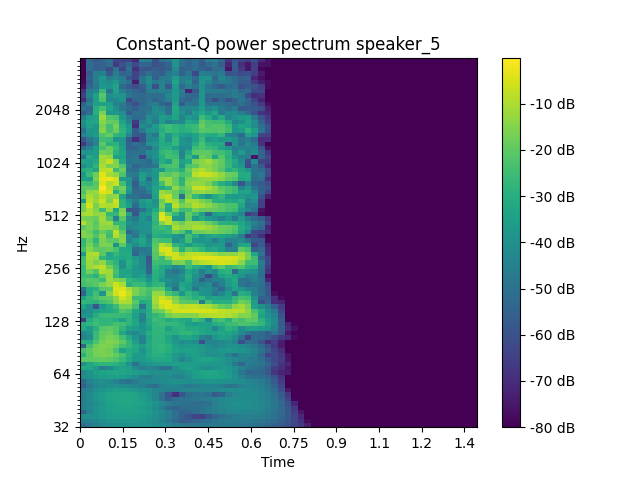 Constant-Q power spectrum speaker_5
Hz
2048
1024
512
256
128
64
32
0 0.15 0.3 0.45 0.6 0.75 0.9 1.1 1.2 1.4
Time
-10 dB
-20 dB
-30 dB
-40 dB
-50 dB
-60 dB
-70 dB
-80 dB